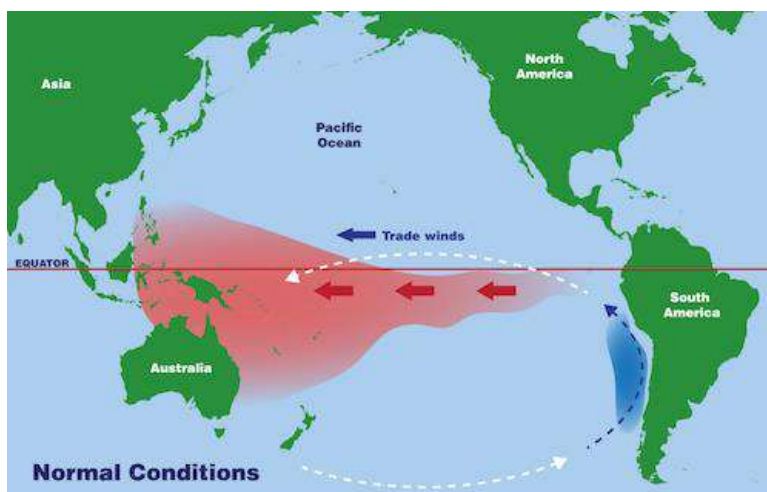 North
America
Asia
Pacific
Ocean
Trade winds
EQUATOR
South
America
Australia
Normal Conditions